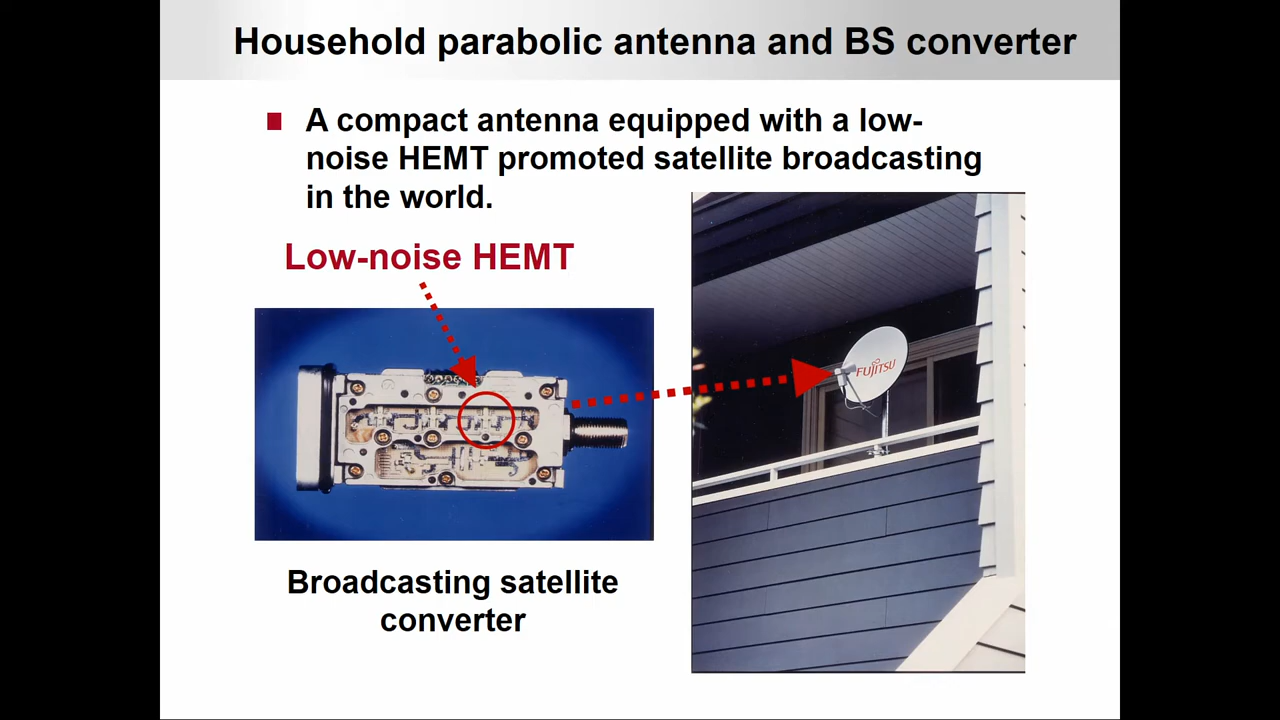 Household parabolic antenna and BS converter
A compact antenna equipped with a low-
noise HEMT promoted satellite broadcasting
in the world.
Low-noise HEMT
FUJITSU
Broadcasting satellite
converter